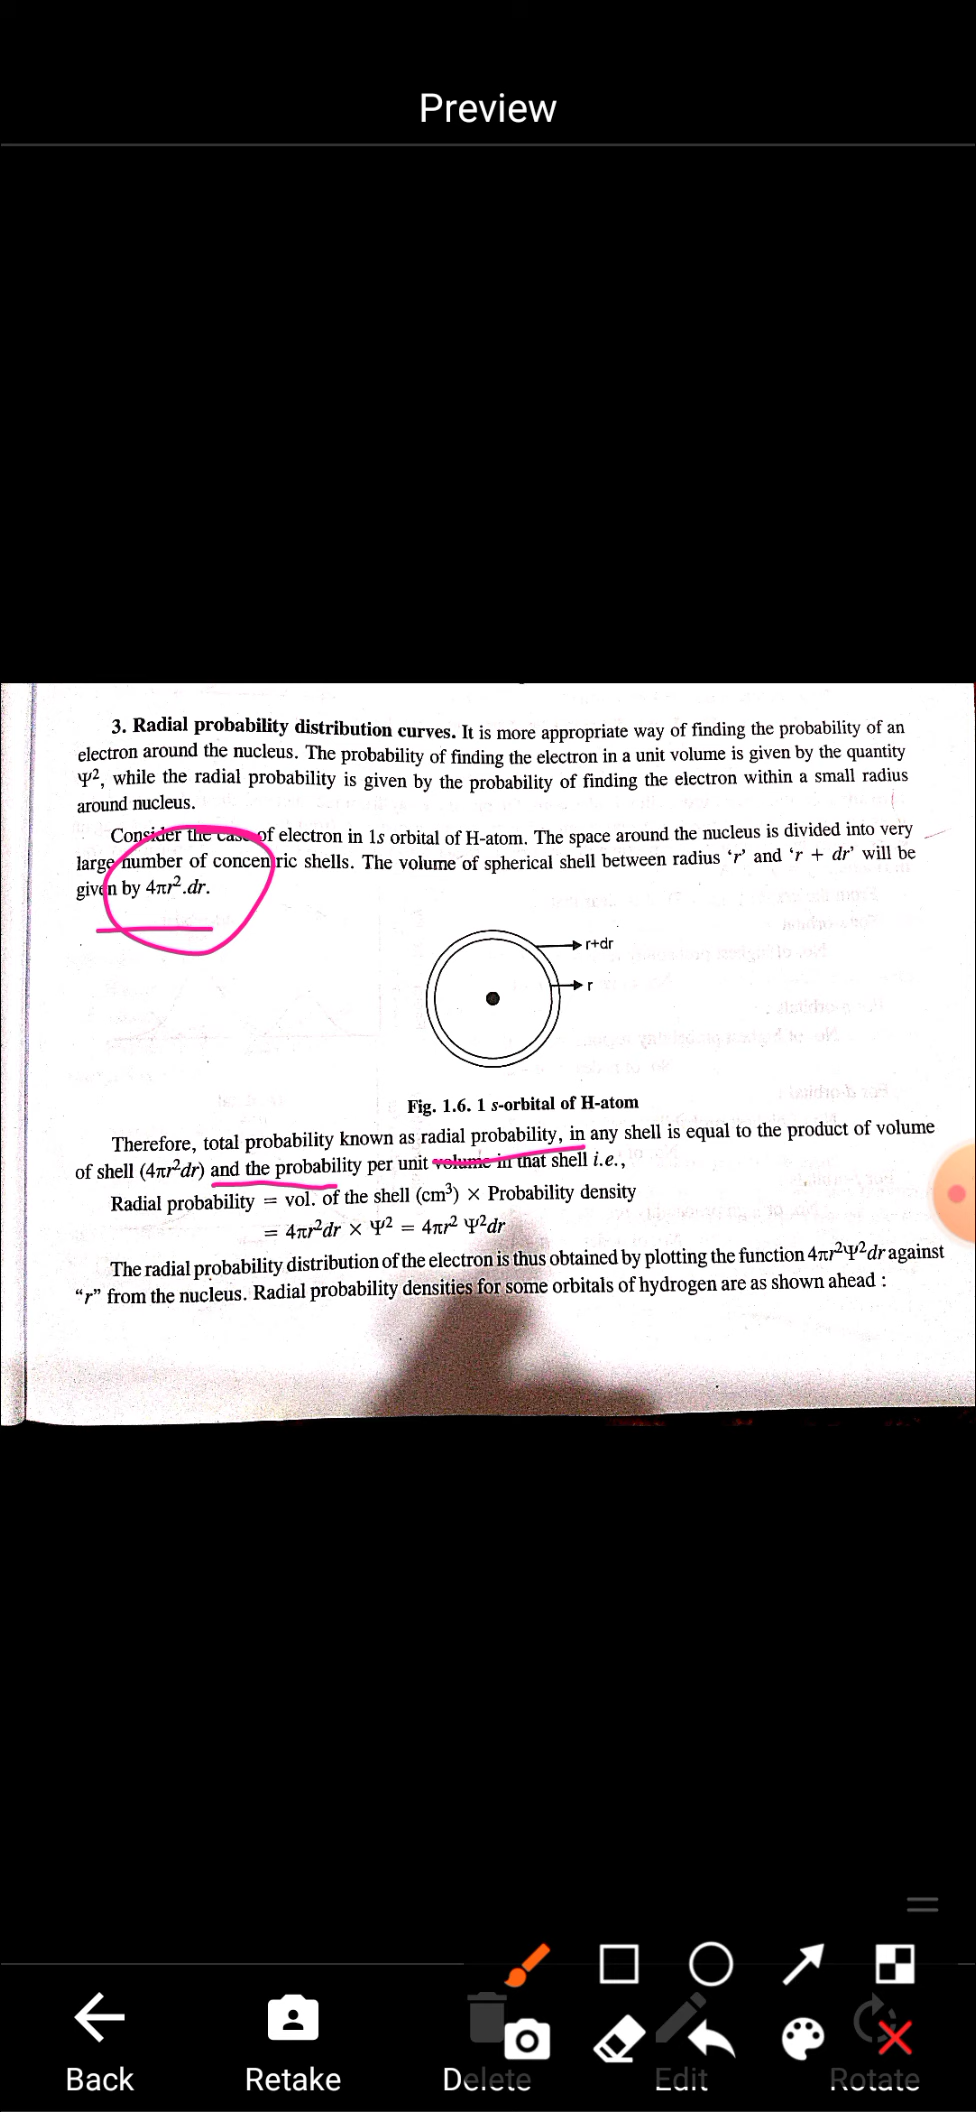 Preview
3. Radial probability distribution curves. It is more appropriate way of finding the probability of an
electron around the nucleus. The probability of finding the electron in a unit volume is given by the quantity
Ψ², while the radial probability is given by the probability of finding the electron within a small radius
around nucleus.
Consider the case of electron in 1s orbital of H-atom. The space around the nucleus is divided into very
large number of concentric shells. The volume of spherical shell between radius ‘r’ and ‘r + dr’ will be
given by 4πr².dr.
r+dr
r
Fig. 1.6. 1 s-orbital of H-atom
Therefore, total probability known as radial probability, in any shell is equal to the product of volume
of shell (4πr²dr) and the probability per unit volume in that shell i.e.,
Radial probability = vol. of the shell (cm³) × Probability density
= 4πr²dr × Ψ² = 4πr² Ψ²dr
The radial probability distribution of the electron is thus obtained by plotting the function 4πr²Ψ²dr against
“r” from the nucleus. Radial probability densities for some orbitals of hydrogen are as shown ahead :
Back Retake Delete Edit Rotate